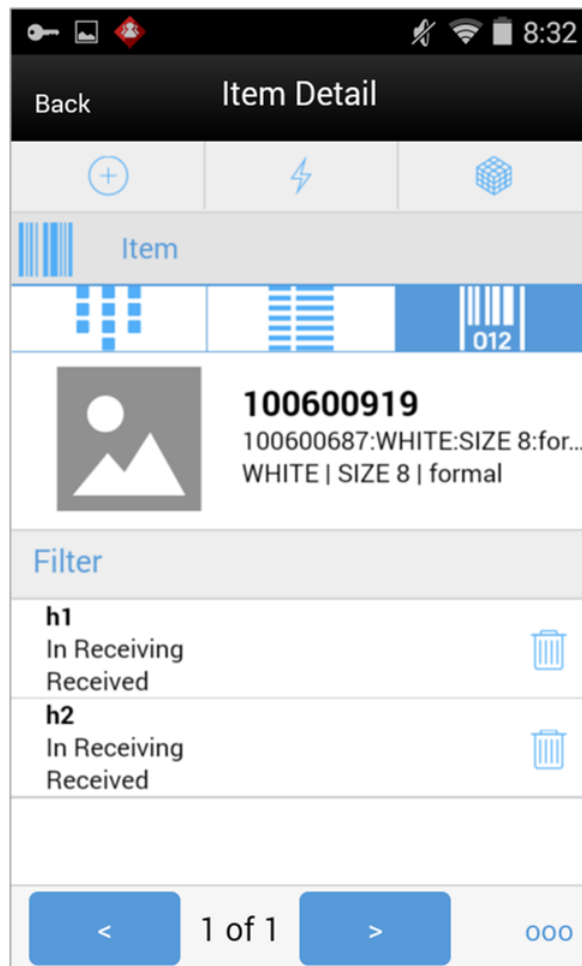 8:32
Back
Item Detail
Item
012
100600919
100600687:WHITE:SIZE 8:for...
WHITE | SIZE 8 | formal
Filter
h1
In Receiving
Received
h2
In Receiving
Received
< 1 of 1 > ooo